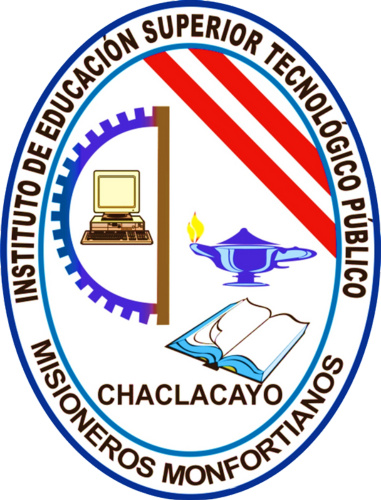 INSTITUTO DE EDUCACIÓN SUPERIOR TECNOLÓGICO PÚBLICO
CHACLACAYO
MISIONEROS MONFORTIANOS